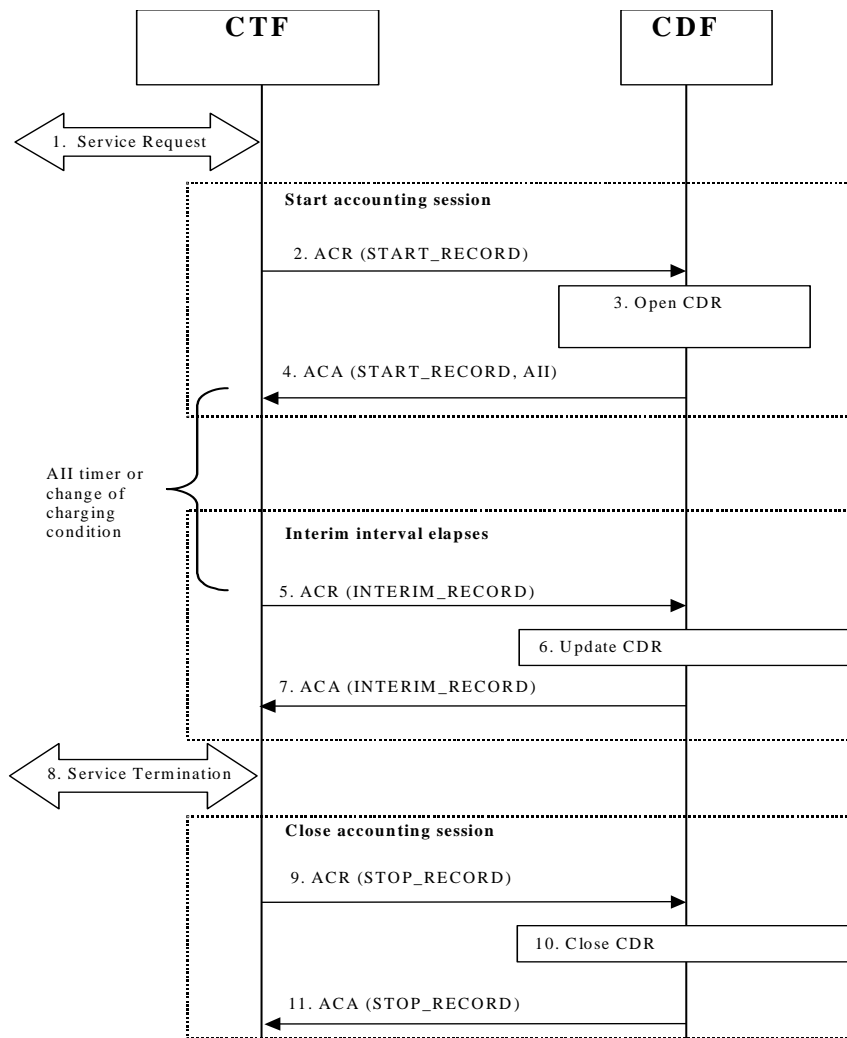 CTF
CDF
1. Service Request
Start accounting session
2. ACR (START_RECORD)
3. Open CDR
4. ACA (START_RECORD, AII)
AII timer or
change of
charging
condition
Interim interval elapses
5. ACR (INTERIM_RECORD)
6. Update CDR
7. ACA (INTERIM_RECORD)
8. Service Termination
Close accounting session
9. ACR (STOP_RECORD)
10. Close CDR
11. ACA (STOP_RECORD)